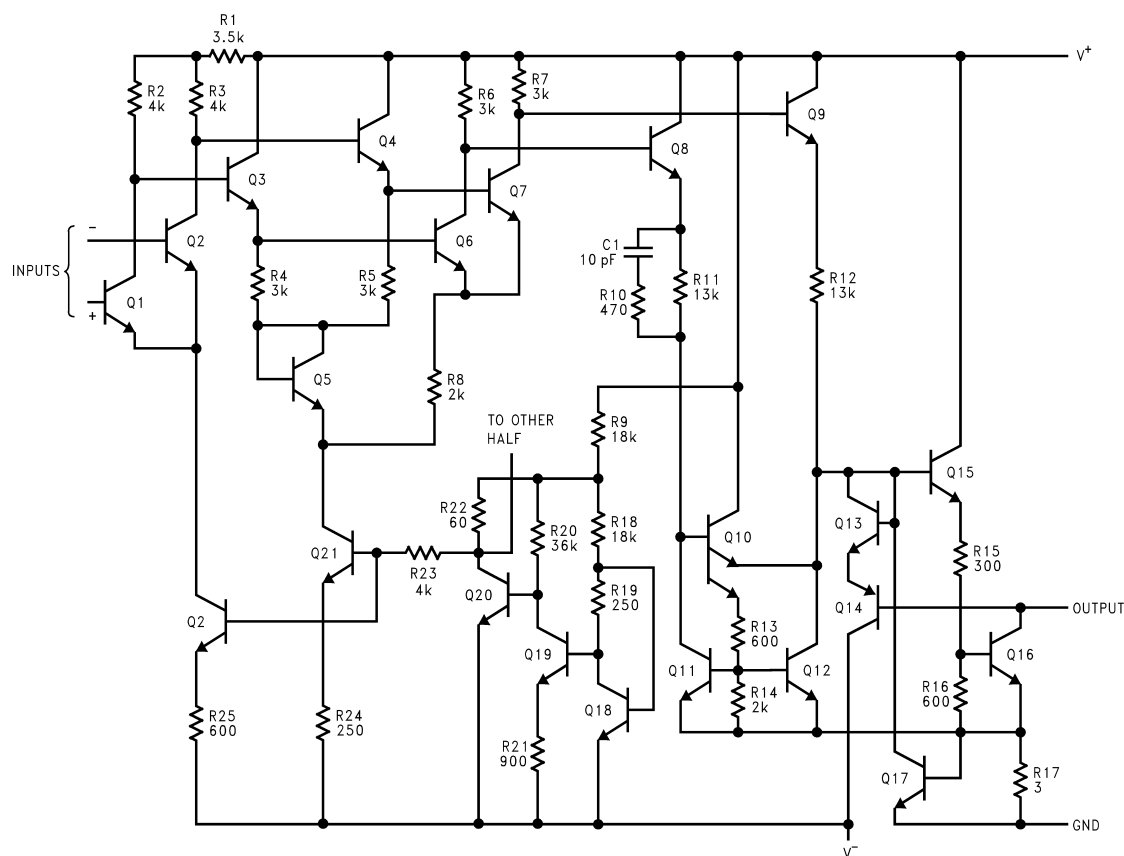 R1
3.5k
V+
R2
4k
R3
4k
R6
3k
R7
3k
Q9
Q4
Q8
Q3
Q7
-
INPUTS
+
Q2
Q6
Q1
R4
3k
R5
3k
C1
10 pF
R10
470
R11
13k
R12
13k
Q5
R8
2k
TO OTHER
HALF
R9
18k
Q15
R22
60
R20
36k
R18
18k
Q10
Q13
Q21
R23
4k
Q20
R19
250
R15
300
Q2
Q19
R13
600
Q14
OUTPUT
Q11
Q12
Q16
Q18
R14
2k
R16
600
R25
600
R24
250
R21
900
Q17
R17
3
GND
V-